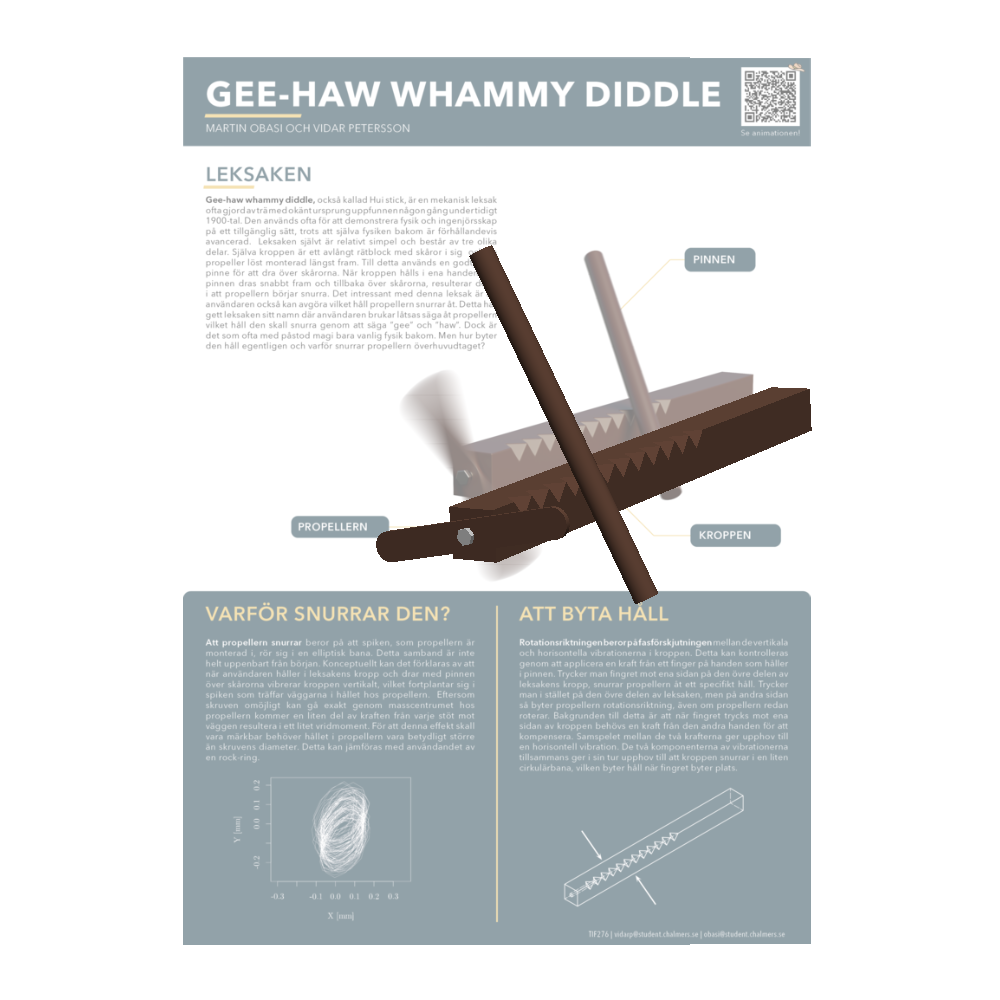 GEE-HAW WHAMMY DIDDLE
MARTIN OBASI OCH VIDAR PETERSSON
Se animationen!
LEKSAKEN
Gee-haw whammy diddle, också kallad Hui stick, är en mekanisk leksak
ofta gjord av trä med okänt ursprung uppfunnen någon gång under tidigt
1900-tal. Den används ofta för att demonstrera fysik och ingenjörsskap
på ett tillgänglig sätt, trots att själva fysiken bakom är förhållandevis
avancerad. Leksaken självt är relativt simpel och består av tre olika
delar. Själva kroppen är ett avlångt rätblock med skåror i sig
propeller löst monterad längst fram. Till detta används en
pinne för att dra över skårorna. När kroppen hålls i ena
pinnen dras snabbt fram och tillbaka över skårorna, resulterar
i att propellern börjar snurra. Det intressant med denna leksak är
användaren också kan avgöra vilket håll propellern snurrar åt. Detta
gett leksaken sitt namn där användaren brukar låtsas säga åt propellern
vilket håll den skall snurra genom att säga "gee" och "haw". Dock är
det som ofta med påstod magi bara vanlig fysik bakom. Men hur byter
den håll egentligen och varför snurrar propellern överhuvudtaget?
PINNEN
PROPELLERN
KROPPEN
VARFÖR SNURRAR DEN?
Att propellern snurrar beror på att spiken, som propellern är
monterad i, rör sig i en elliptisk bana. Detta samband är inte
helt uppenbart från början. Konceptuellt kan det förklaras av att
när användaren håller i leksakens kropp och drar med pinnen
över skårorna vibrerar kroppen vertikalt, vilket fortplantar sig i
spiken som träffar väggarna i hållet hos propellern. Eftersom
skruven omöjligt kan gå exakt genom masscentrumet hos
propellern kommer en liten del av kraften från varje stöt mot
väggen resultera i ett litet vridmoment. För att denna effekt skall
vara märkbar behöver hållet i propellern vara betydligt större
än skruvens diameter. Detta kan jämföras med användandet av
en rock-ring.
Y [mm]
0.2
0.1
0.0
-0.2
-0.3 -0.1 0.0 0.1 0.2 0.3
X [mm]
ATT BYTA HÅLL
Rotationsriktningen beror på fasförskjutningen mellan de vertikala
och horisontella vibrationerna i kroppen. Detta kan kontrolleras
genom att applicera en kraft från ett finger på handen som håller
i pinnen. Trycker man fingret mot ena sidan på den övre delen av
leksakens kropp, snurrar propellern åt ett specifikt håll. Trycker
man i stället på den övre delen av leksaken, men på andra sidan
så byter propellern rotationsriktning, även om propellern redan
roterar. Bakgrunden till detta är att när fingret trycks mot ena
sidan av kroppen behövs en kraft från den andra handen för att
kompensera. Samspelet mellan de två krafterna ger upphov till
en horisontell vibration. De två komponenterna av vibrationerna
tillsammans ger i sin tur upphov till att kroppen snurrar i en liten
cirkulärbana, vilken byter håll när fingret byter plats.
TIF276 | vidarp@student.chalmers.se | obasi@student.chalmers.se